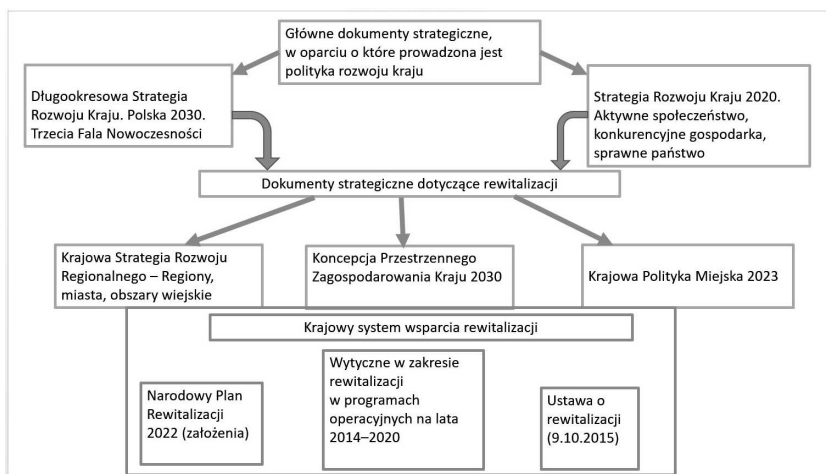 Główne dokumenty strategiczne,
w oparciu o które prowadzona jest
polityka rozwoju kraju
Długookresowa Strategia
Rozwoju Kraju. Polska 2030.
Trzecia Fala Nowoczesności
Strategia Rozwoju Kraju 2020.
Aktywne społeczeństwo,
konkurencyjne gospodarka,
sprawne państwo
Dokumenty strategiczne dotyczące rewitalizacji
Krajowa Strategia Rozwoju
Regionalnego – Regiony,
miasta, obszary wiejskie
Koncepcja Przestrzennego
Zagospodarowania Kraju 2030
Krajowa Polityka Miejska 2023
Krajowy system wsparcia rewitalizacji
Narodowy Plan
Rewitalizacji
2022 (założenia)
Wytyczne w zakresie
rewitalizacji
w programach
operacyjnych na lata
2014–2020
Ustawa o
rewitalizacji
(9.10.2015)